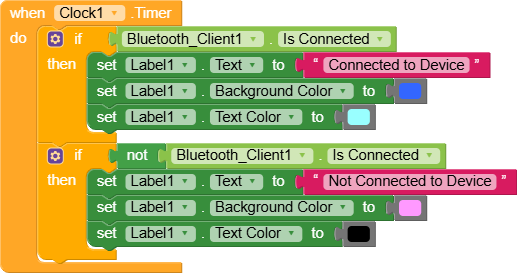 when Clock1 .Timer
do if Bluetooth_Client1 . Is Connected
then set Label1 . Text to " Connected to Device "
set Label1 . Background Color to
set Label1 . Text Color to
if not Bluetooth_Client1 . Is Connected
then set Label1 . Text to " Not Connected to Device "
set Label1 . Background Color to
set Label1 . Text Color to